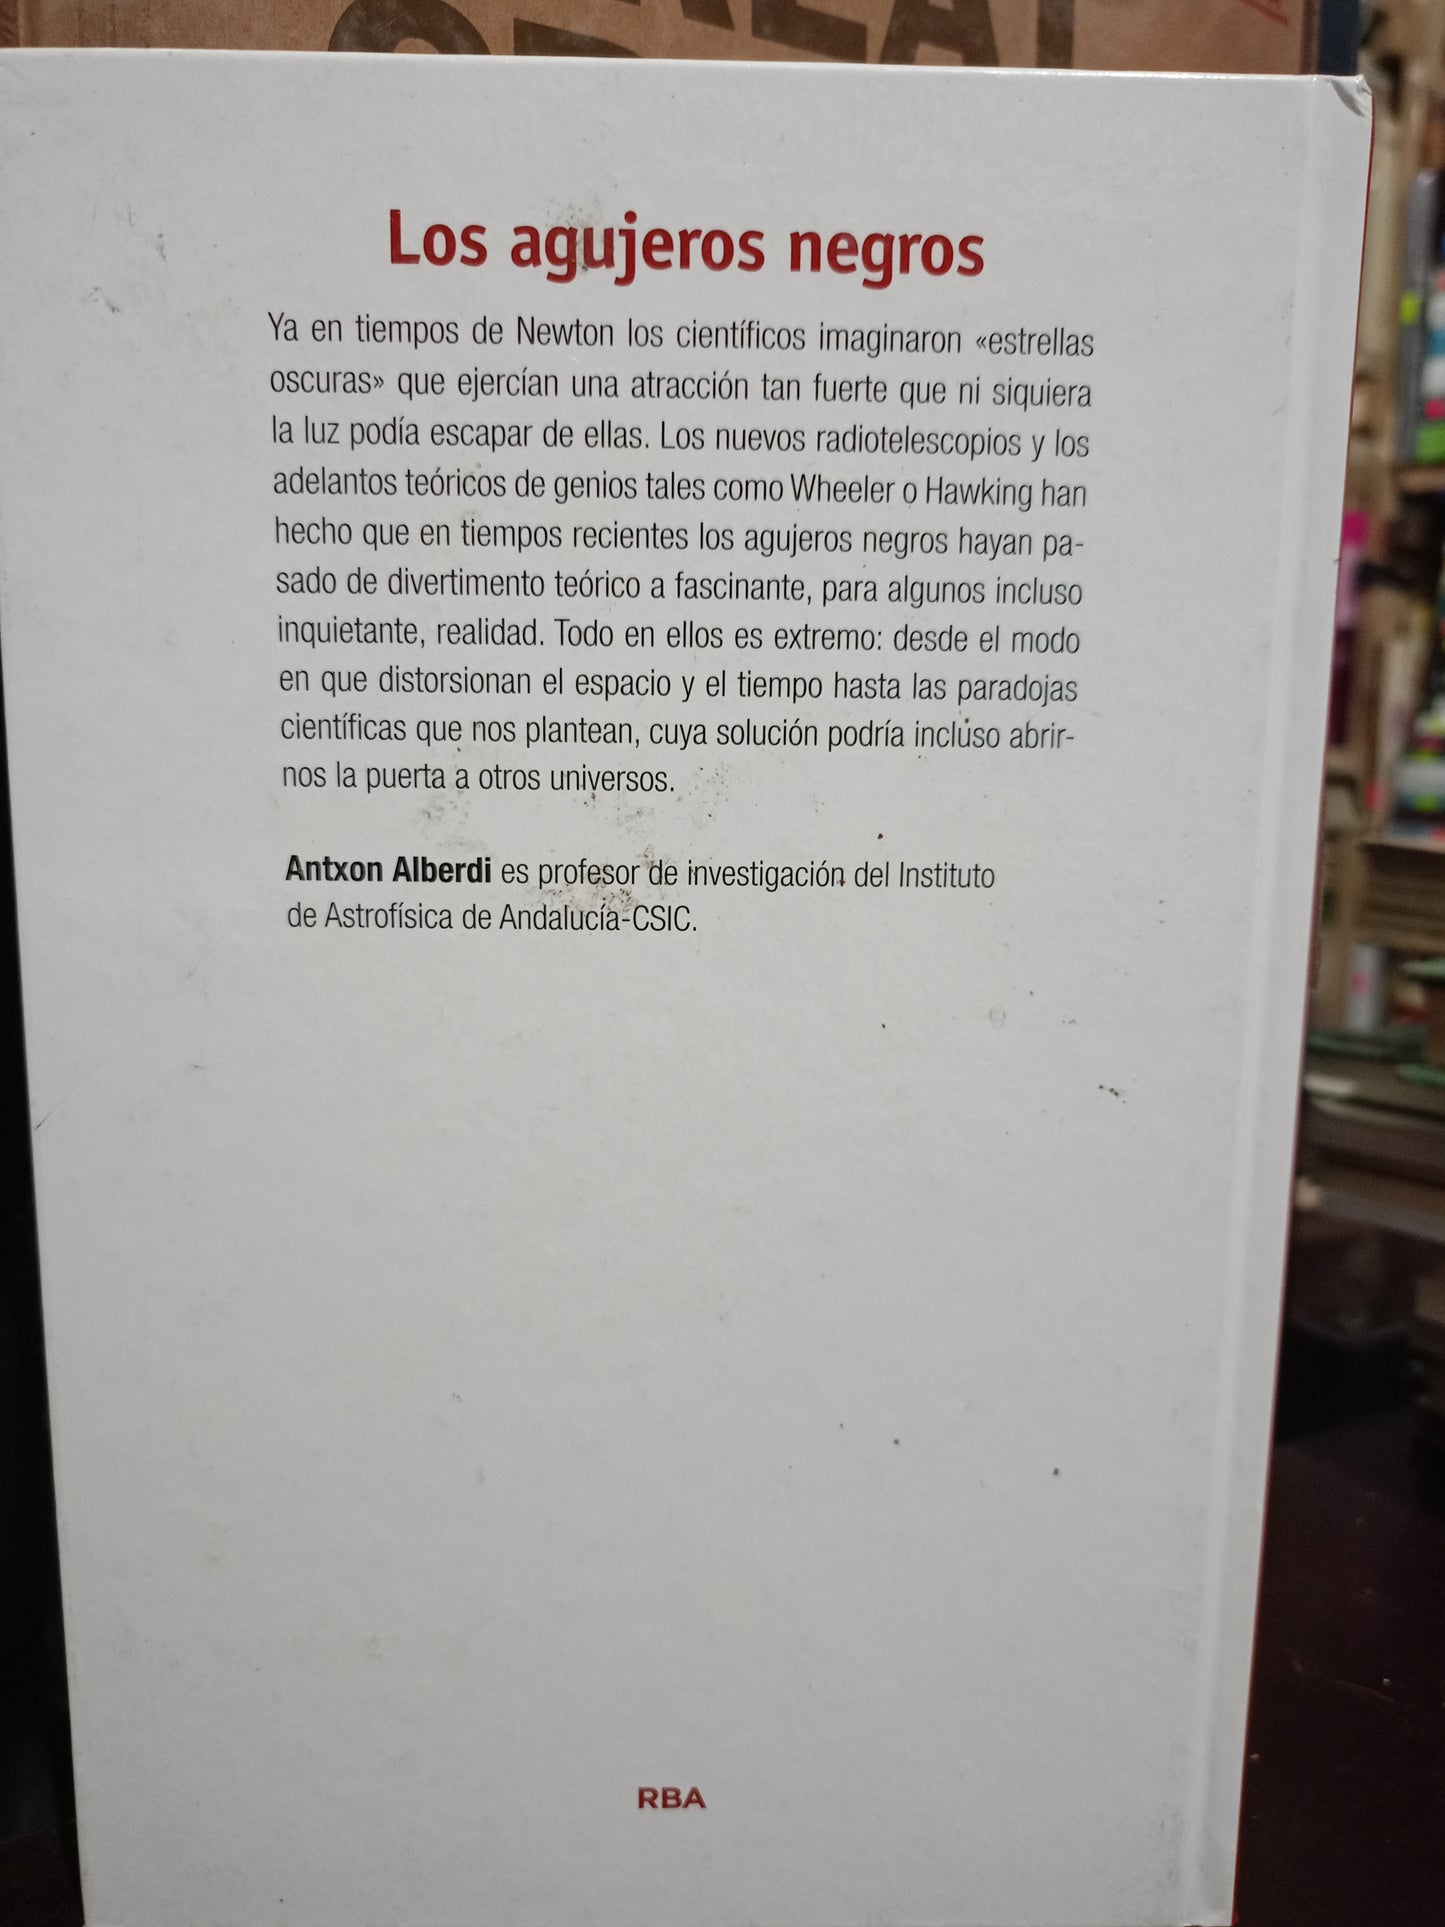 Los agujeros negros
Ya en tiempos de Newton los científicos imaginaron «estrellas
oscuras» que ejercían una atracción tan fuerte que ni siquiera
la luz podía escapar de ellas. Los nuevos radiotelescopios y los
adelantos teóricos de genios tales como Wheeler o Hawking han
hecho que en tiempos recientes los agujeros negros hayan pa-
sado de divertimento teórico a fascinante, para algunos incluso
inquietante, realidad. Todo en ellos es extremo: desde el modo
en que distorsionan el espacio y el tiempo hasta las paradojas
científicas que nos plantean, cuya solución podría incluso abrir-
nos la puerta a otros universos.
Antxon Alberdi es profesor de investigación del Instituto
de Astrofísica de Andalucía-CSIC.
RBA